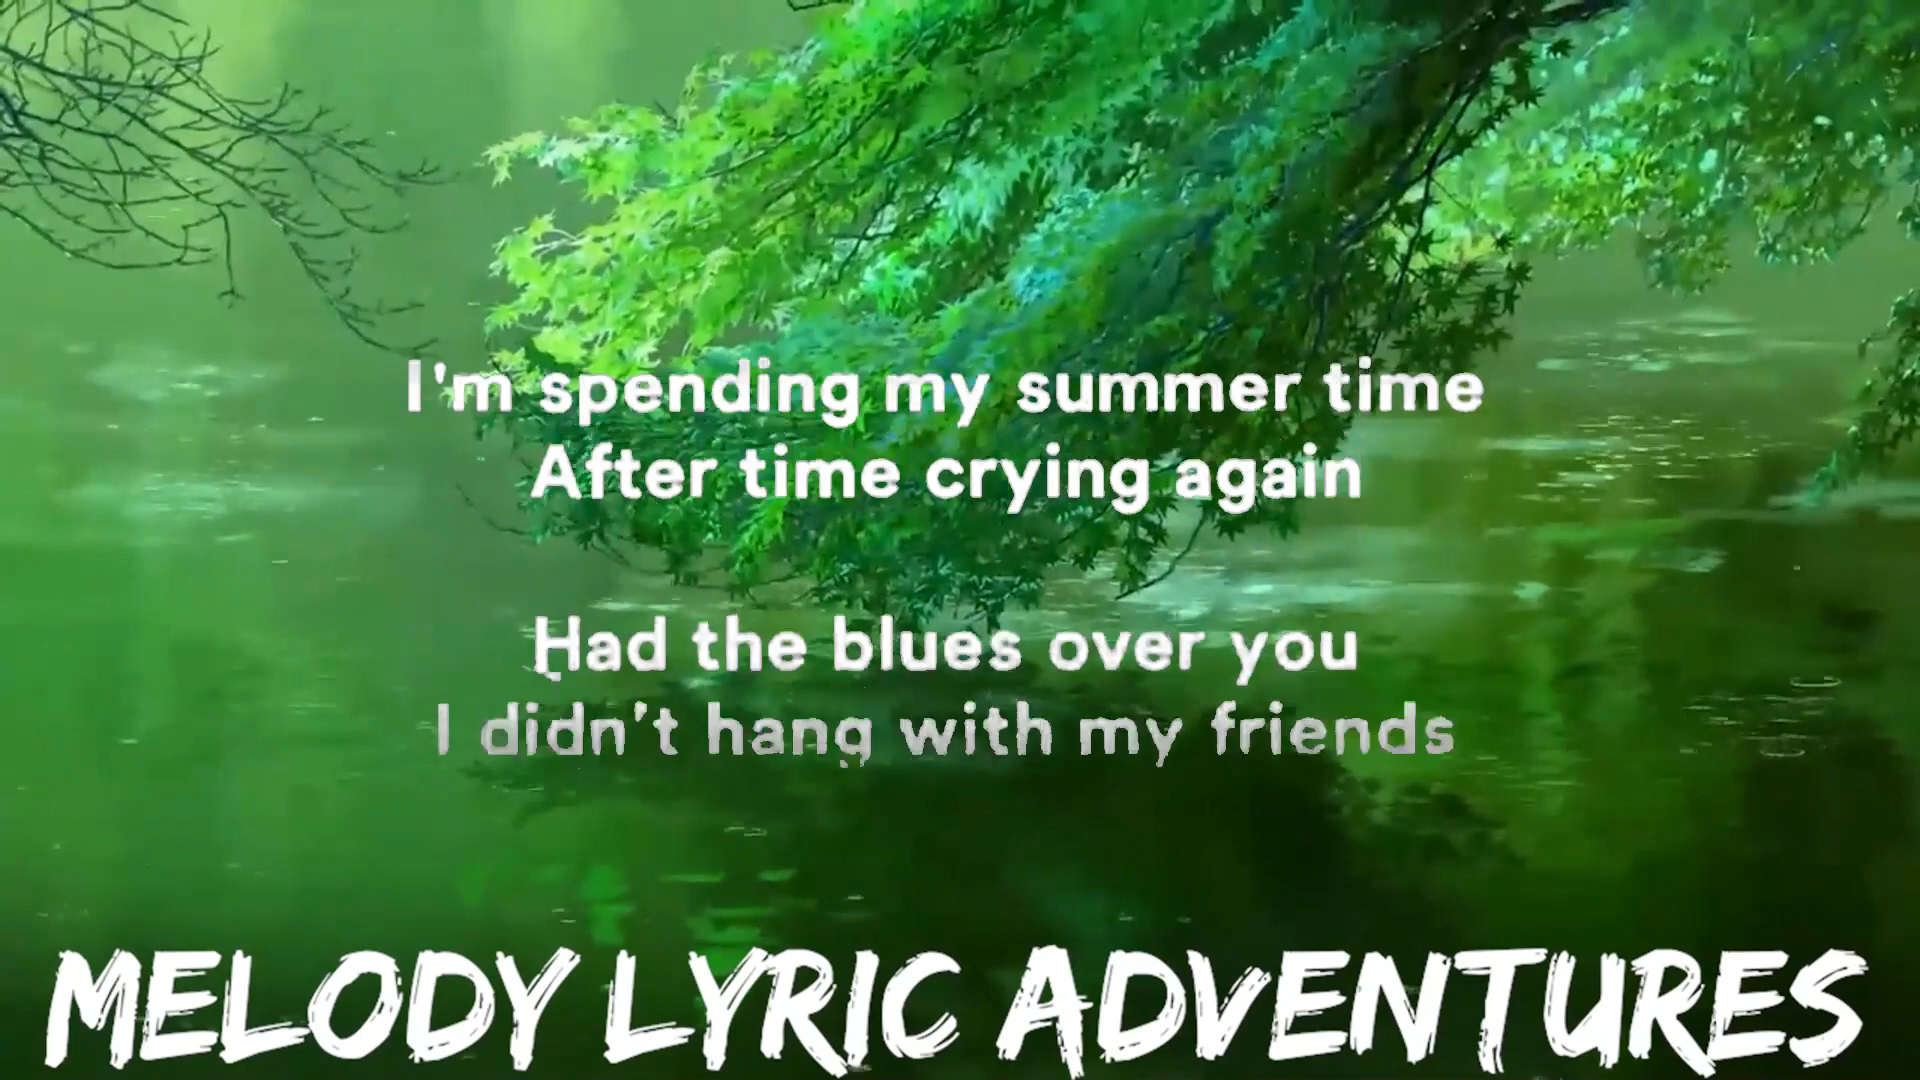 I'm spending my summer time
After time crying again
Had the blues over you
I didn't hang with my friends
MELODY LYRIC ADVENTURES